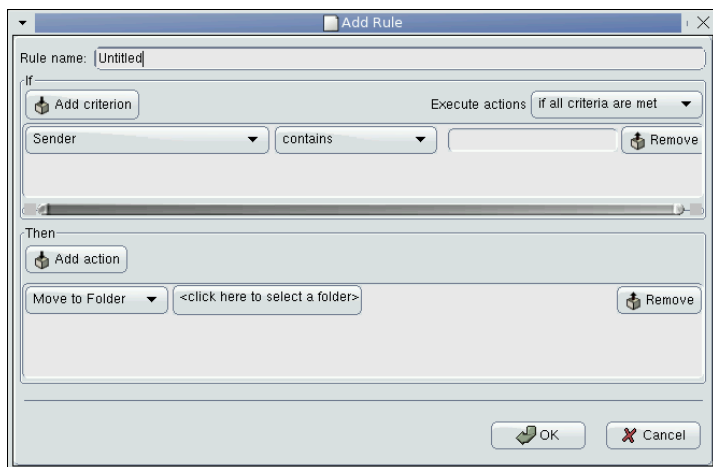 Add Rule
Rule name: Untitled
If
Add criterion Execute actions if all criteria are met
Sender contains Remove
Then
Add action
Move to Folder <click here to select a folder> Remove
OK Cancel